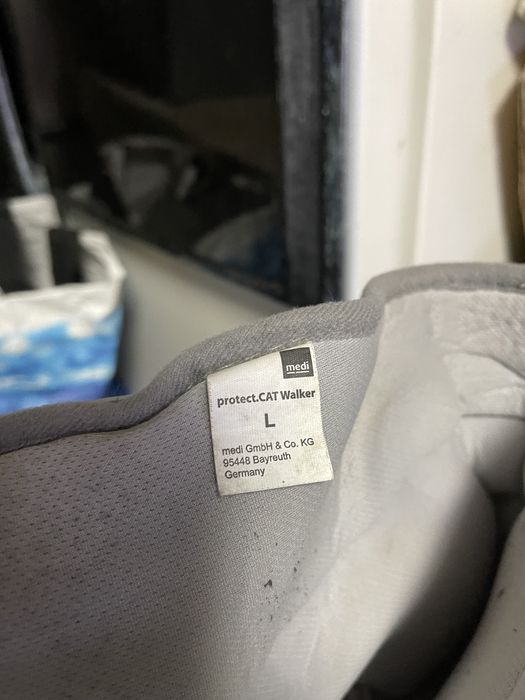 medi
protect.CAT Walker
L
medi GmbH & Co. KG
95448 Bayreuth
Germany